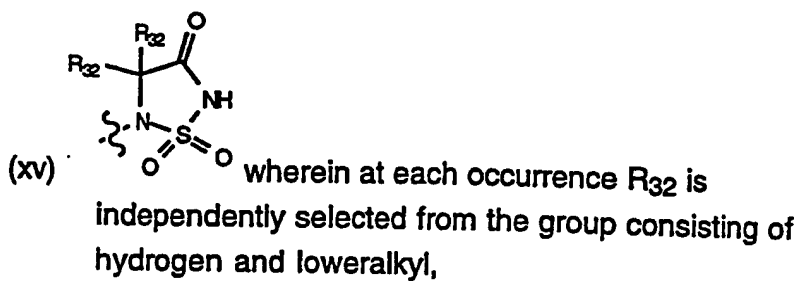 O
R32
R32
NH
N
S
O
O
(xv)
wherein at each occurrence R32 is
independently selected from the group consisting of
hydrogen and loweralkyl,